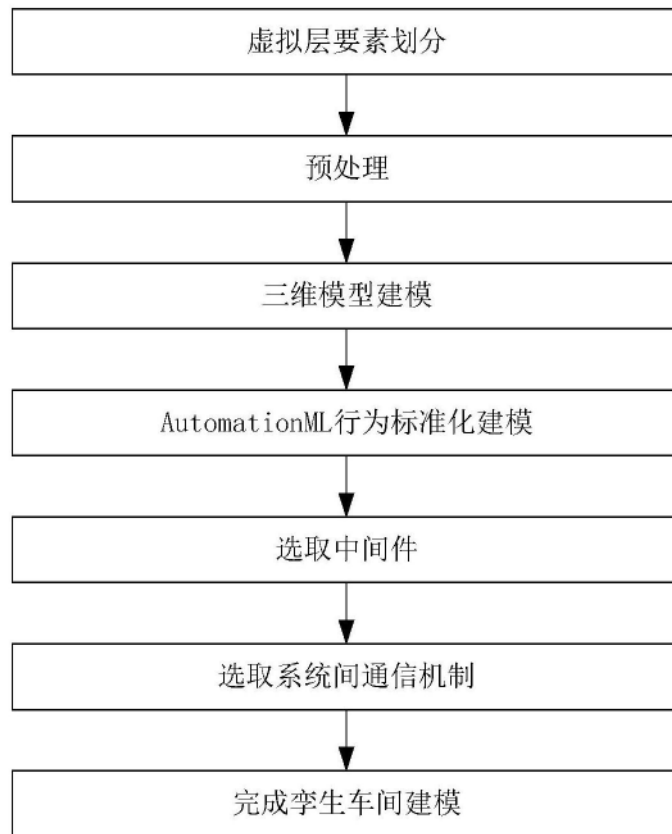 虚拟层要素划分
预处理
三维模型建模
AutomationML行为标准化建模
选取中间件
选取系统间通信机制
完成孪生车间建模